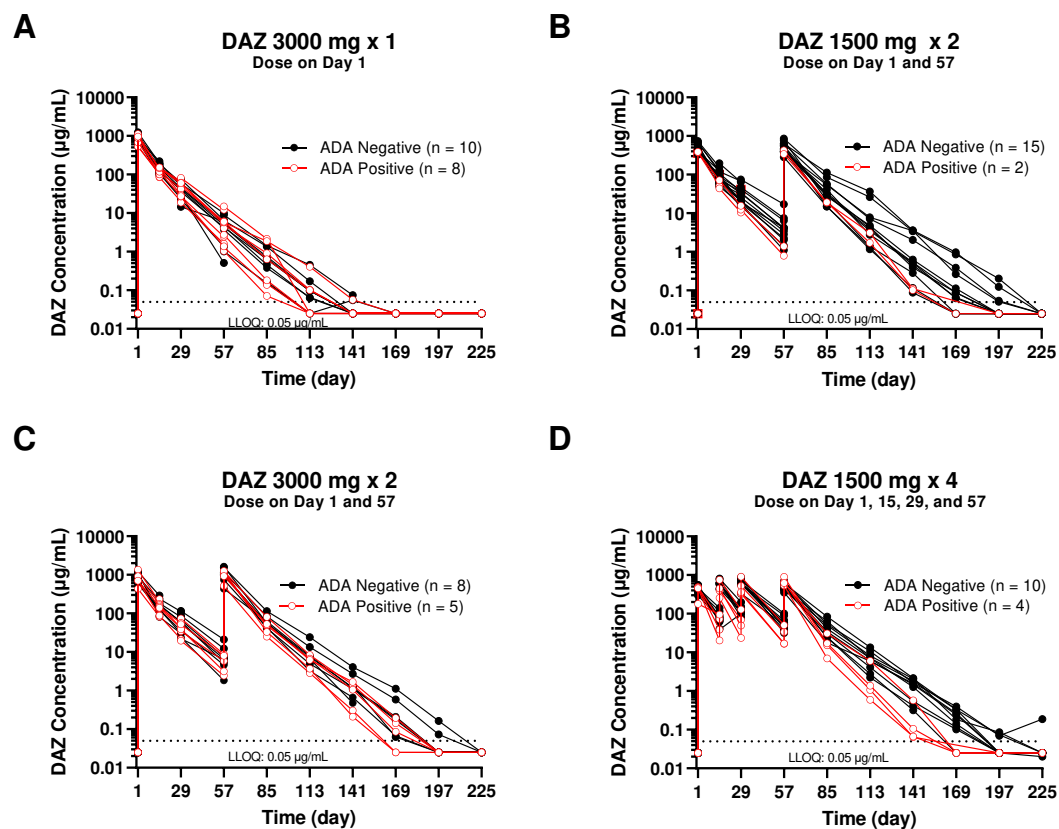 A
DAZ 3000 mg x 1
Dose on Day 1
DAZ Concentration (µg/mL)
10000
1000
100
10
1
0.1
0.01
ADA Negative (n = 10)
ADA Positive (n = 8)
LLOQ: 0.05 µg/mL
1 29 57 85 113 141 169 197 225
Time (day)
B
DAZ 1500 mg x 2
Dose on Day 1 and 57
DAZ Concentration (µg/mL)
10000
1000
100
10
1
0.1
0.01
ADA Negative (n = 15)
ADA Positive (n = 2)
LLOQ: 0.05 µg/mL
1 29 57 85 113 141 169 197 225
Time (day)
C
DAZ 3000 mg x 2
Dose on Day 1 and 57
DAZ Concentration (µg/mL)
10000
1000
100
10
1
0.1
0.01
ADA Negative (n = 8)
ADA Positive (n = 5)
LLOQ: 0.05 µg/mL
1 29 57 85 113 141 169 197 225
Time (day)
D
DAZ 1500 mg x 4
Dose on Day 1, 15, 29, and 57
DAZ Concentration (µg/mL)
10000
1000
100
10
1
0.1
0.01
ADA Negative (n = 10)
ADA Positive (n = 4)
LLOQ: 0.05 µg/mL
1 29 57 85 113 141 169 197 225
Time (day)